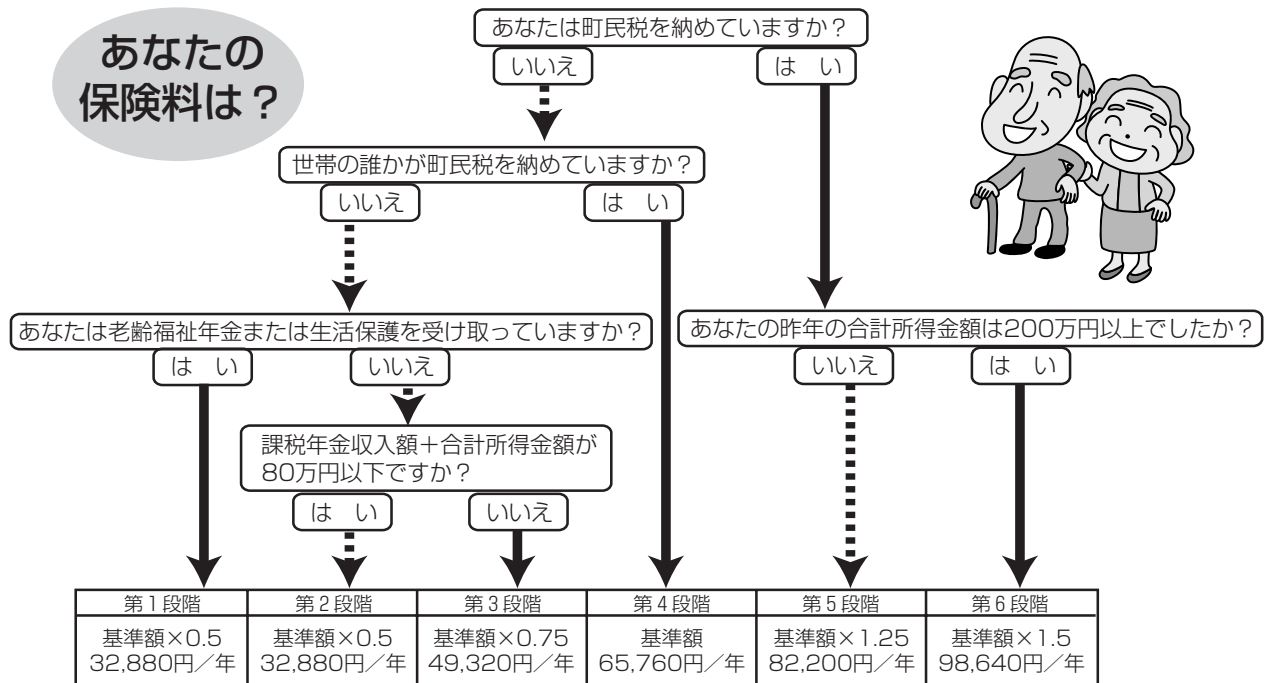 あなたの
保険料は？
あなたは町民税を納めていますか？
いいえ
は　い
世帯の誰かが町民税を納めていますか？
いいえ
は　い
あなたは老齢福祉年金または生活保護を受け取っていますか？
は　い
いいえ
あなたの昨年の合計所得金額は200万円以上でしたか？
いいえ
は　い
課税年金収入額＋合計所得金額が
80万円以下ですか？
は　い
いいえ
第1段階
第2段階
第3段階
第4段階
第5段階
第6段階
基準額×0.5
32,880円／年
基準額×0.5
32,880円／年
基準額×0.75
49,320円／年
基準額
65,760円／年
基準額×1.25
82,200円／年
基準額×1.5
98,640円／年